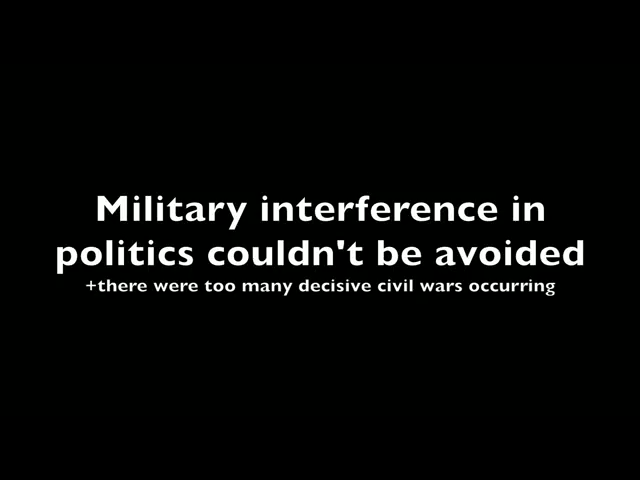 Military interference in
politics couldn't be avoided
+there were too many decisive civil wars occurring